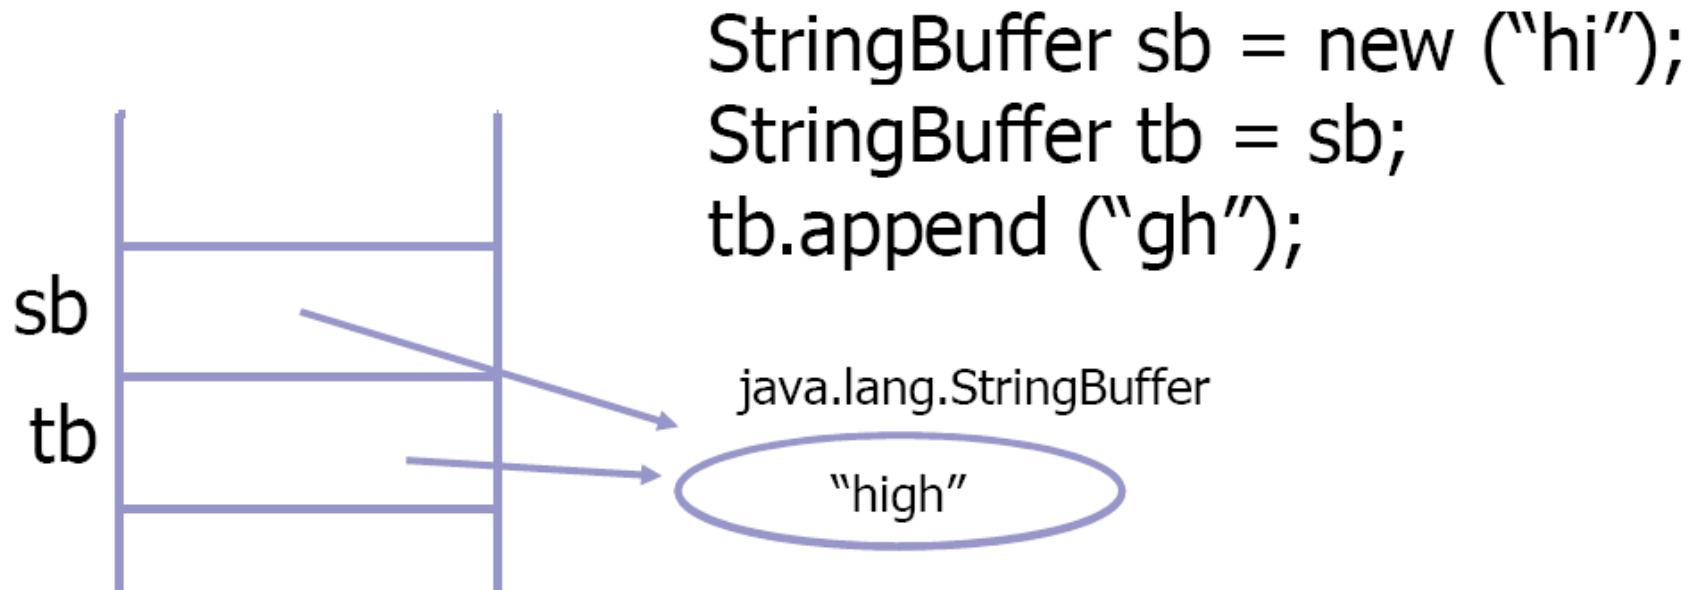 StringBuffer sb = new (“hi”);
StringBuffer tb = sb;
tb.append (“gh”);
sb
java.lang.StringBuffer
tb
“high”